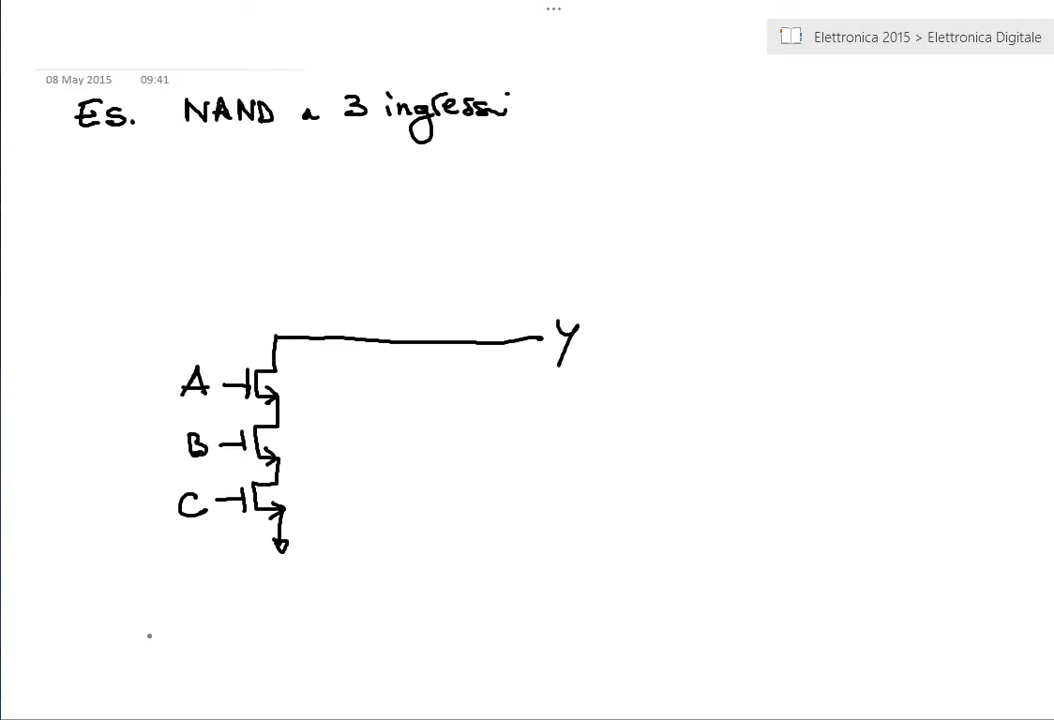 Elettronica 2015 > Elettronica Digitale
08 May 2015 09:41
Es. NAND a 3 ingressi
Y
A
B
C